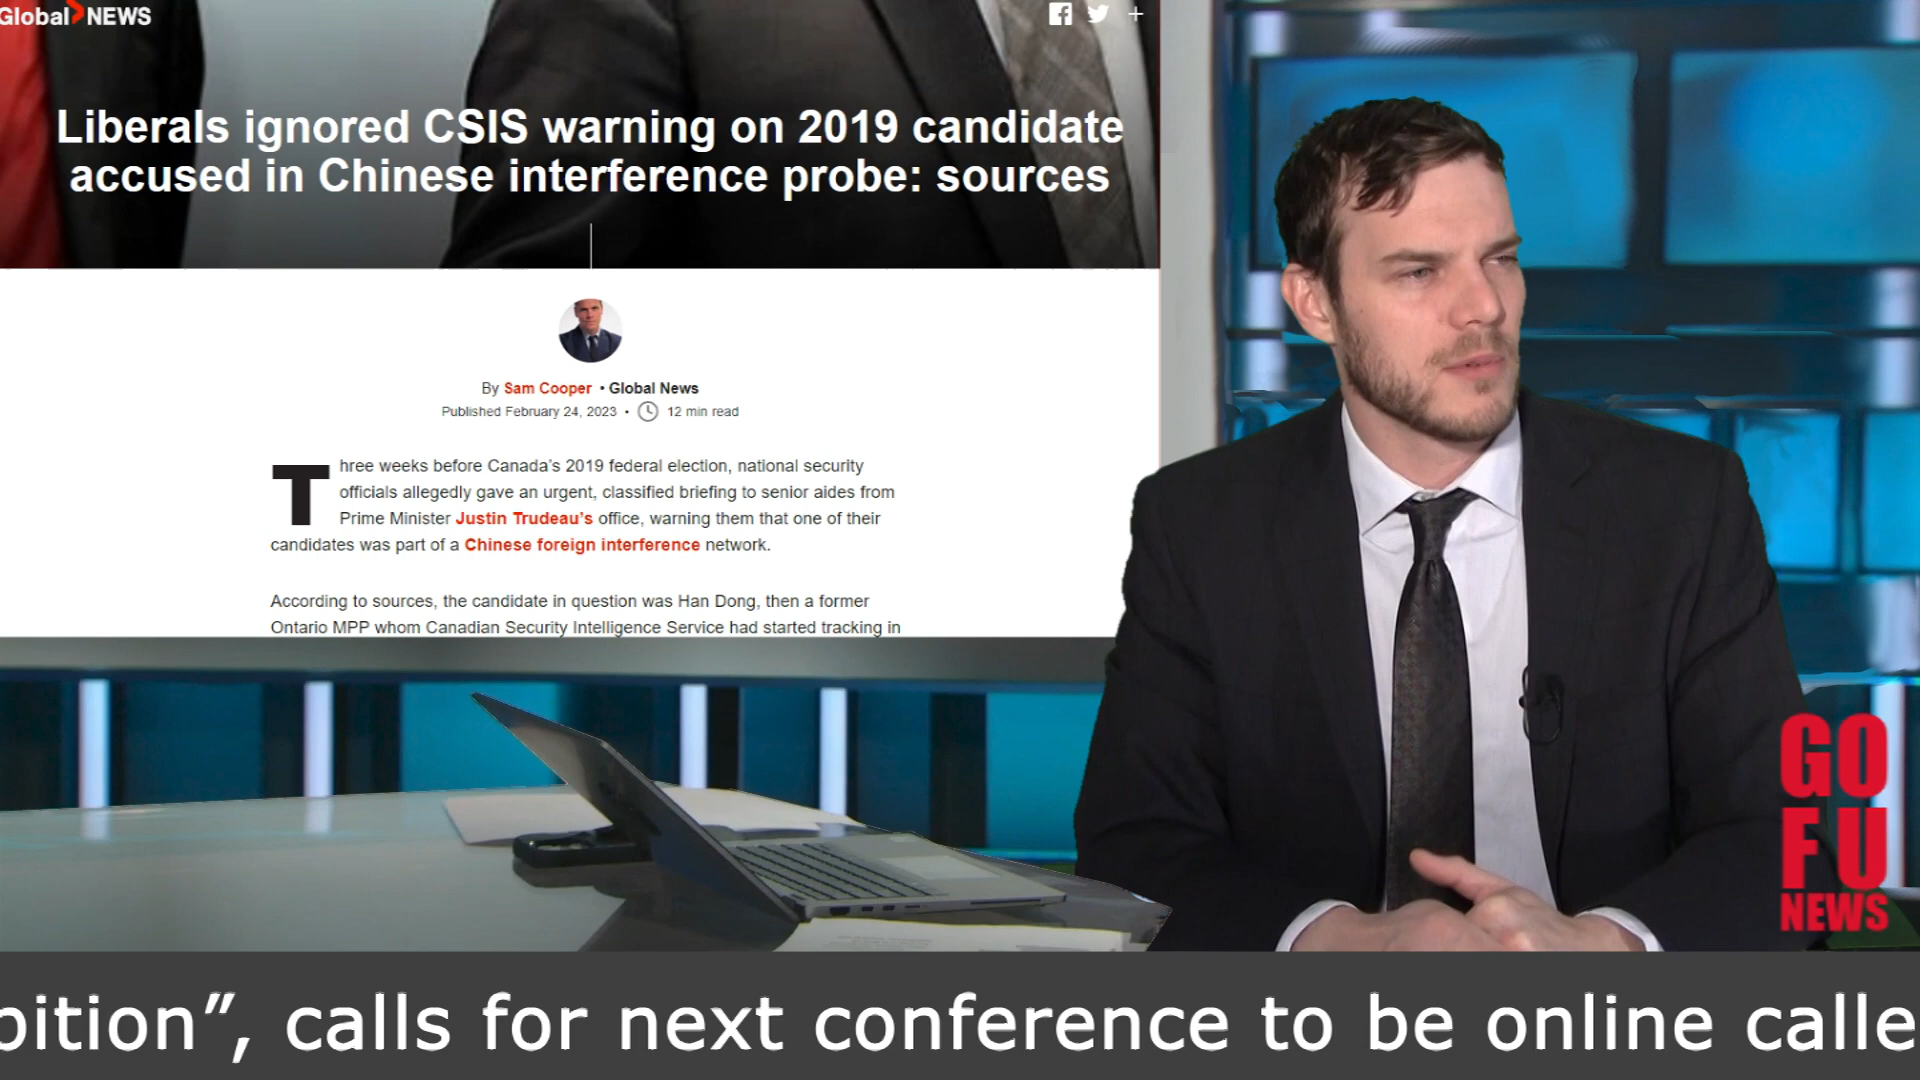 Global NEWS
Liberals ignored CSIS warning on 2019 candidate
accused in Chinese interference probe: sources
By Sam Cooper • Global News
Published February 24, 2023 • 12 min read
Three weeks before Canada's 2019 federal election, national security
officials allegedly gave an urgent, classified briefing to senior aides from
Prime Minister Justin Trudeau's office, warning them that one of their
candidates was part of a Chinese foreign interference network.
According to sources, the candidate in question was Han Dong, then a former
Ontario MPP whom Canadian Security Intelligence Service had started tracking in
GO
FU
NEWS
bition”, calls for next conference to be online calle